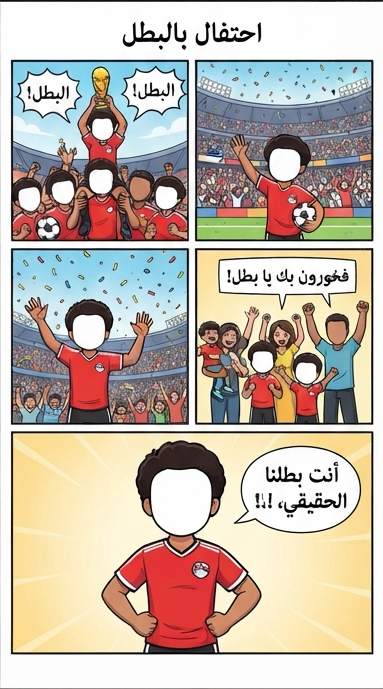 احتفال بالبطل
البطل!
البطل!
فخورون بك يا بطل!
أنت بطلنا
الحقيقي،